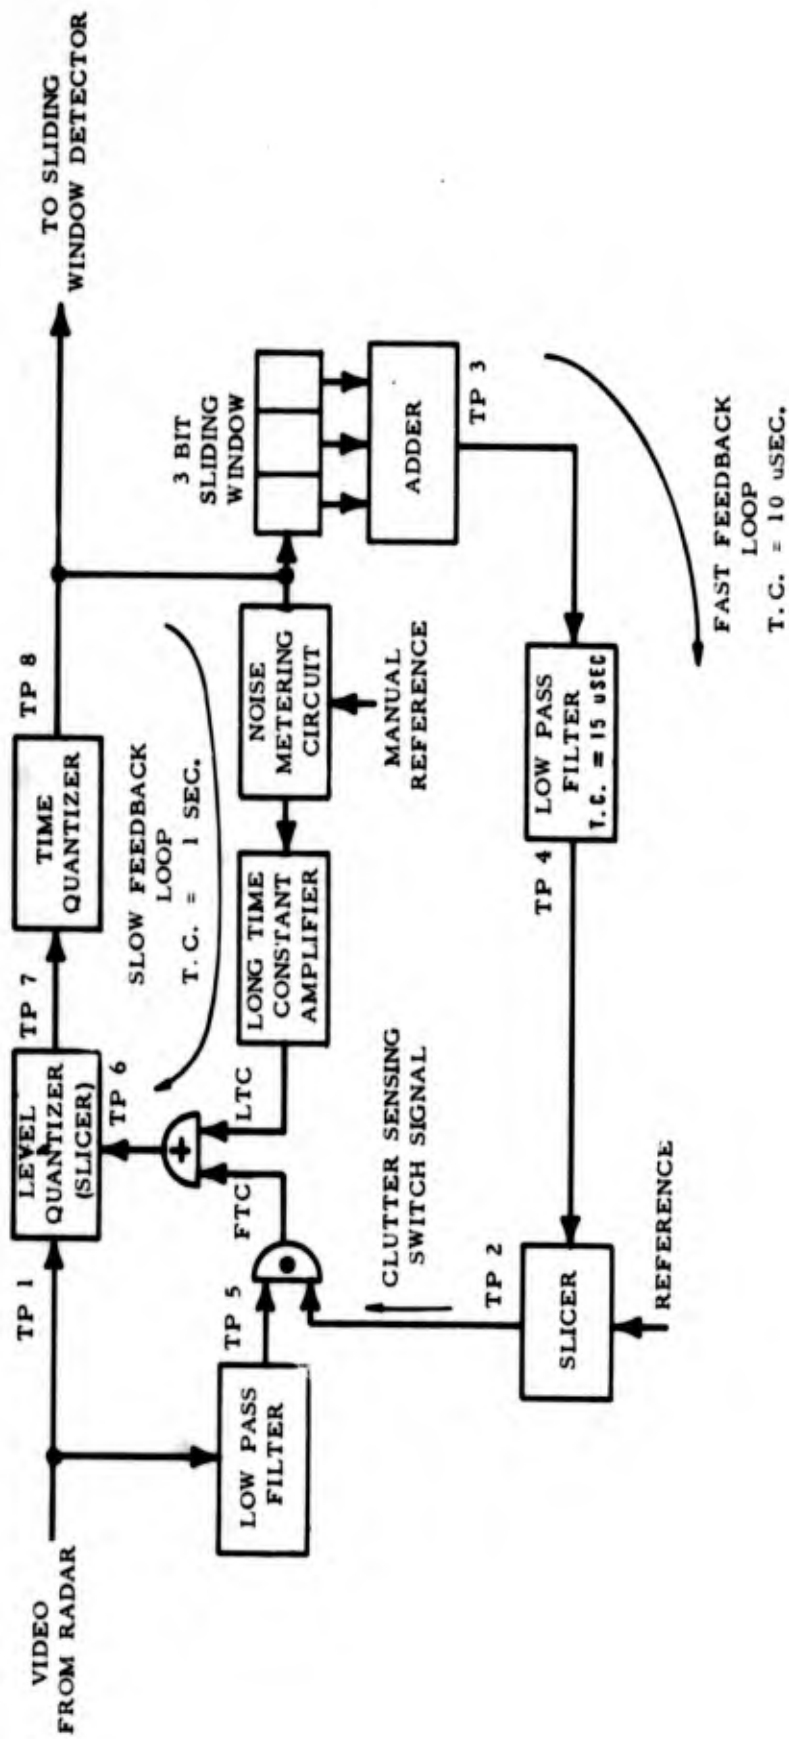 VIDEO
FROM RADAR
TP 1
LEVEL
QUANTIZER
(SLICER)
TP 7
TIME
QUANTIZER
TP 8
TO SLIDING
WINDOW DETECTOR
TP 6
SLOW FEEDBACK
LOOP
T.C. = 1 SEC.
LOW PASS
FILTER
TP 5
FTC
LTC
+
LONG TIME
CONSTANT
AMPLIFIER
NOISE
METERING
CIRCUIT
MANUAL
REFERENCE
3 BIT
SLIDING
WINDOW
ADDER
TP 3
CLUTTER SENSING
SWITCH SIGNAL
TP 2
SLICER
REFERENCE
TP 4
LOW PASS
FILTER
T.C. = 15 uSEC
FAST FEEDBACK
LOOP
T.C. = 10 uSEC.